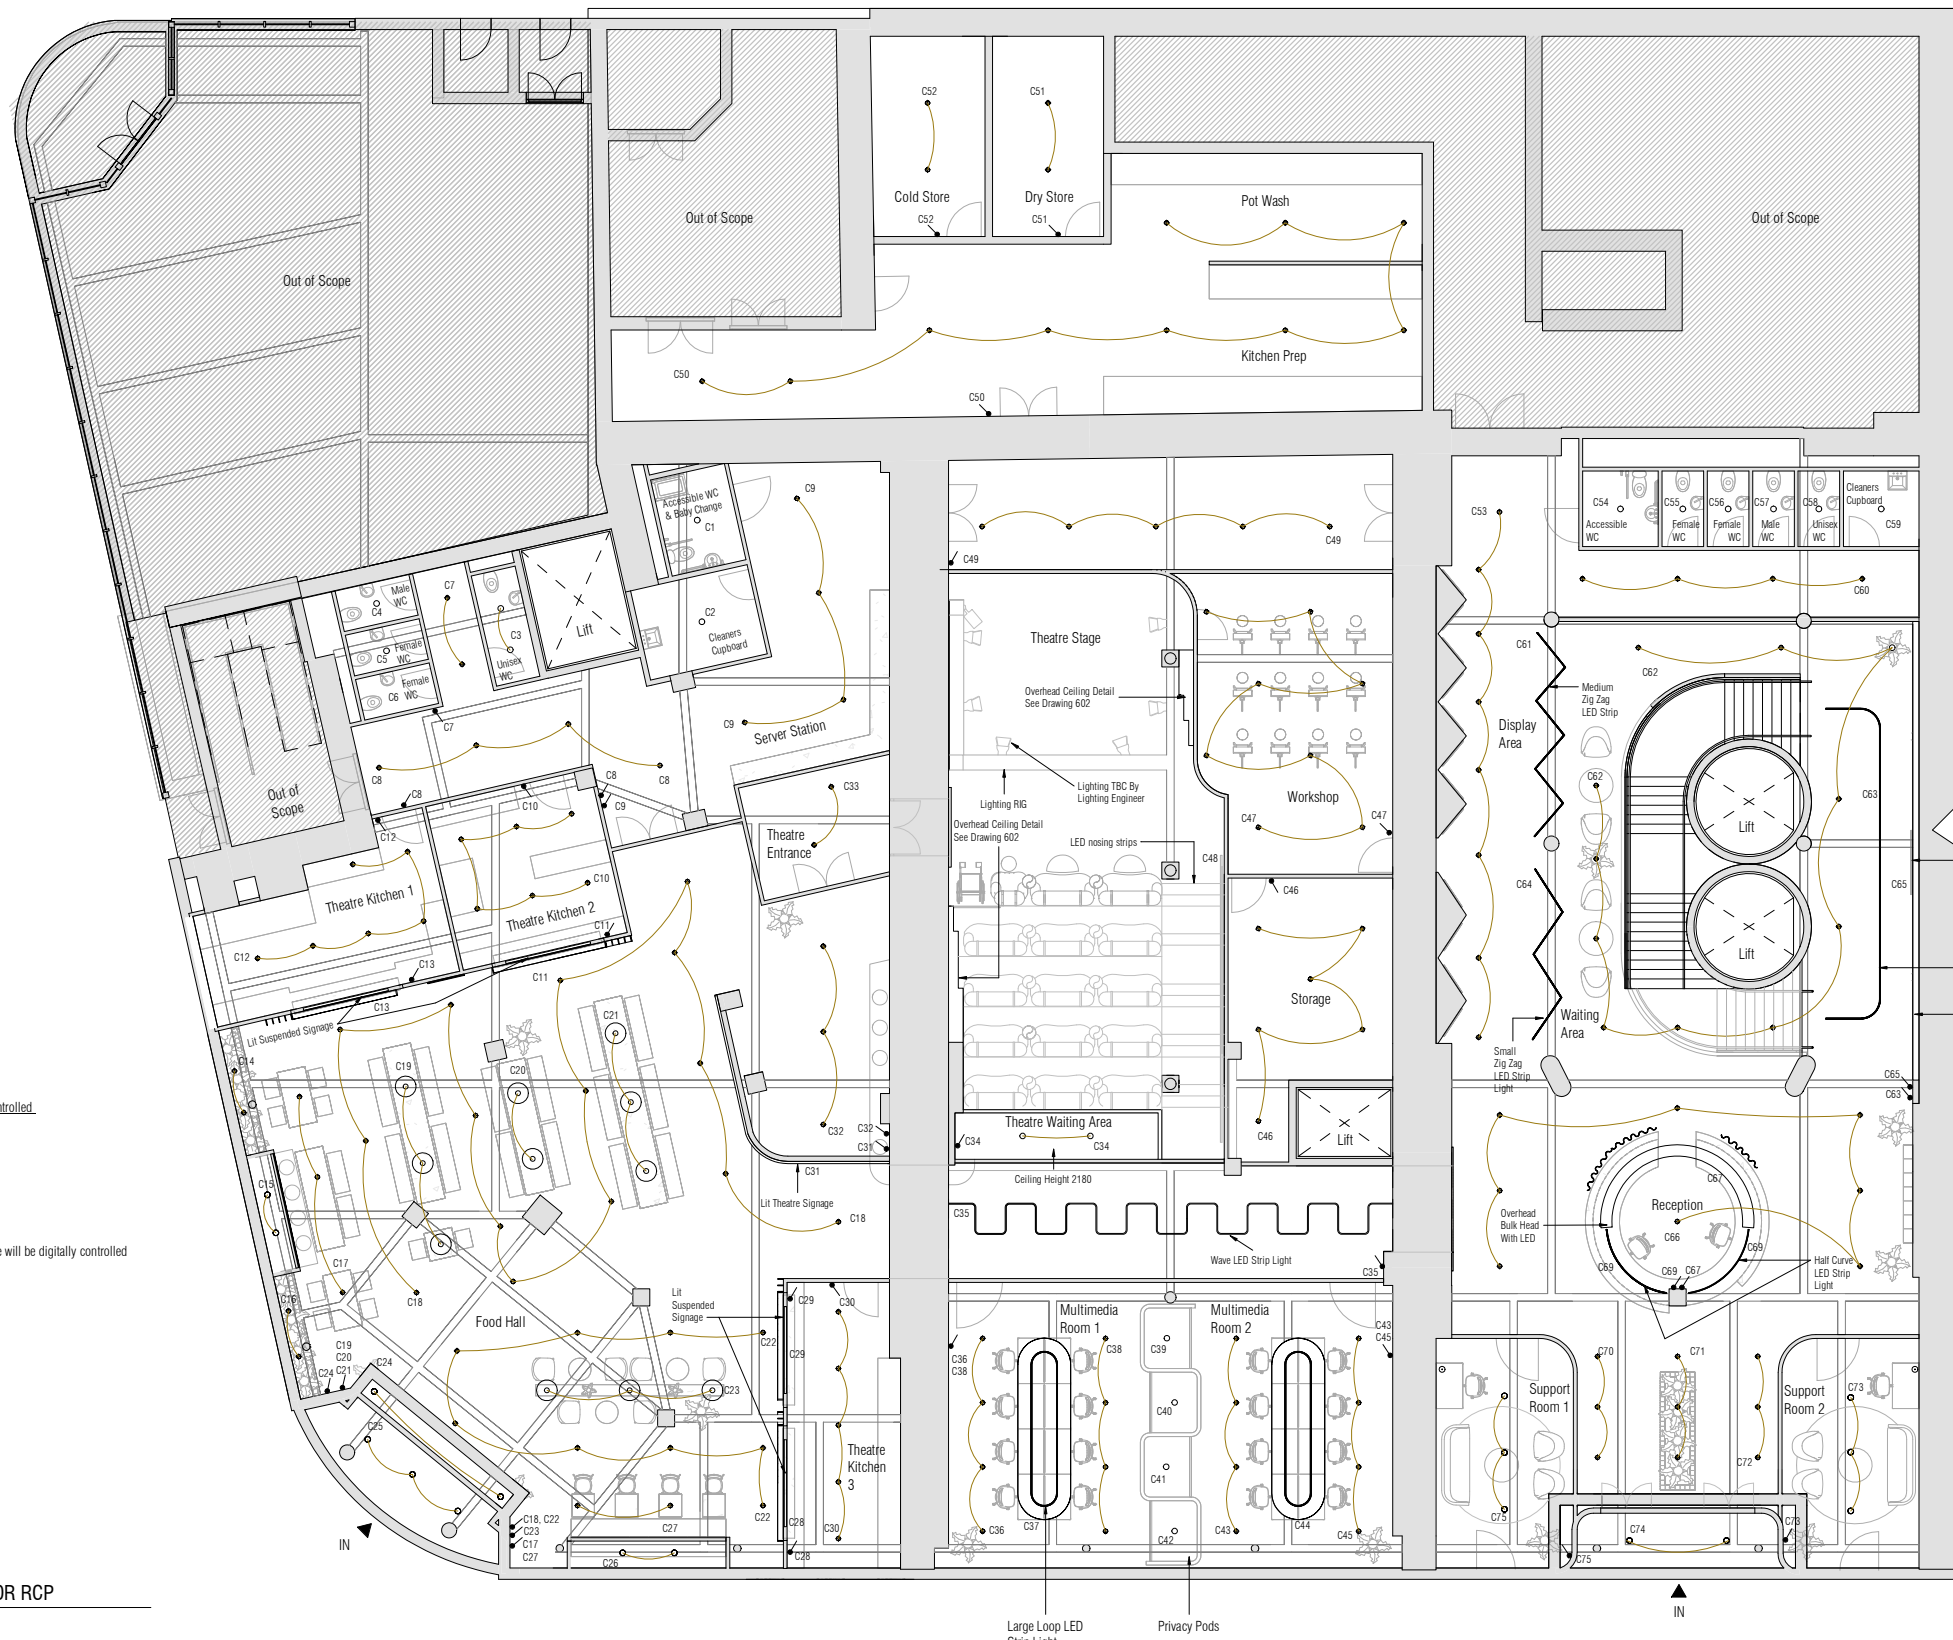 C52
C51
Cold Store
Dry Store
C52
C51
Pot Wash
Out of Scope
Out of Scope
Out of Scope
Kitchen Prep
C50
C50
Accessible WC
& Baby Change
C1
C9
C49
C49
C53
C54
Accessible
WC
C55
Female
WC
C56
Female
WC
C57
Male
WC
C58
Unisex
WC
Cleaners
Cupboard
C59
C60
C4
Male
WC
C7
C5
Female
WC
C6
Female
WC
C3
Unisex
WC
Lift
C2
Cleaners
Cupboard
C7
C9
Server Station
C8
C8
C8
C8
C9
C10
Out of
Scope
C12
Theatre Stage
Overhead Ceiling Detail
See Drawing 602
Lighting TBC By
Lighting Engineer
Lighting RIG
Overhead Ceiling Detail
See Drawing 602
LED nosing strips
C48
Workshop
C47
C47
C46
C61
Medium
Zig Zag
LED Strip
Display
Area
C62
C62
C63
Lift
Lift
C64
C65
C33
Theatre
Entrance
Theatre Kitchen 1
C10
Theatre Kitchen 2
C11
C12
C13
C11
C13
Lit Suspended Signage
C14
C21
C19
C20
Storage
Small
Zig Zag
LED Strip
Light
Waiting
Area
C65
C63
ntrolled
C32
C32
C31
C31
Lit Theatre Signage
Theatre Waiting Area
C34
C34
Ceiling Height 2180
C46
Lift
C15
C18
C35
Wave LED Strip Light
C35
Reception
C67
C66
C69
C69
C69
C67
Overhead
Bulk Head
With LED
Half Curve
LED Strip
Light
e will be digitally controlled
C17
C16
C18
Food Hall
Lit
Suspended
Signage
C29
C30
C22
C29
C19
C20
C21
C24
C24
C23
C25
Multimedia
Room 1
Multimedia
Room 2
C36
C38
C38
C39
C43
C45
C40
C41
C42
C36
C37
C43
C44
C45
C70
C71
Support
Room 1
Support
Room 2
C73
C72
C75
C74
C73
C75
Theatre
Kitchen
3
C22
C27
C28
C28
C30
C18, C22
C23
C17
C27
C26
IN
OR RCP
Large Loop LED
Strip Light
Privacy Pods
IN